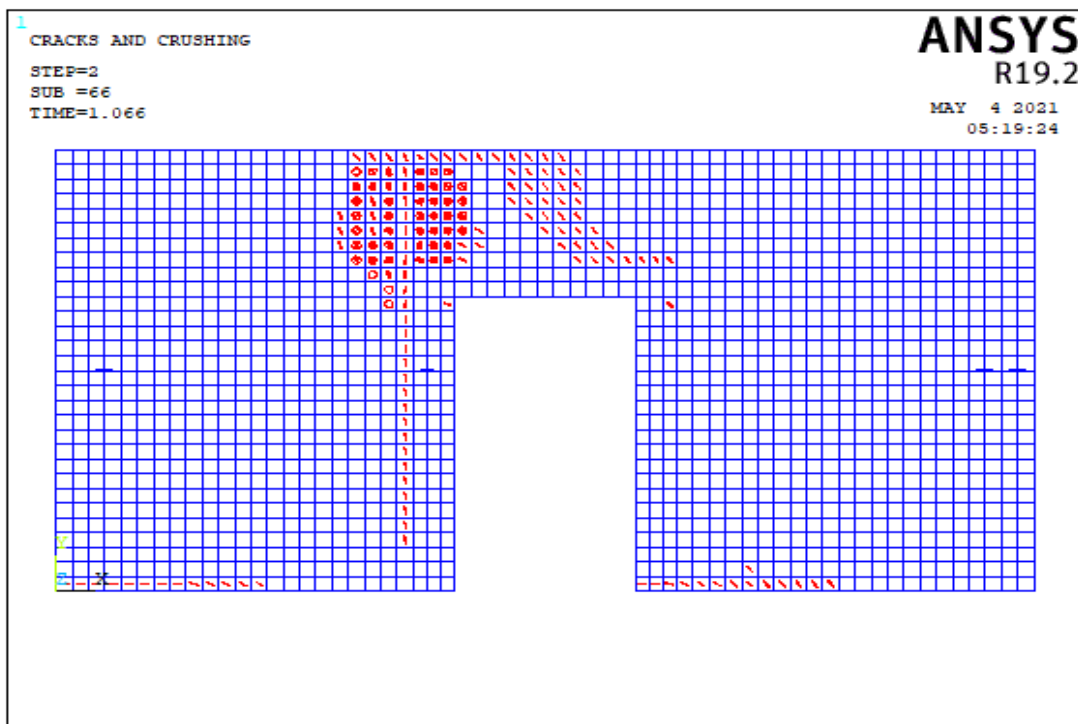 1
CRACKS AND CRUSHING
STEP=2
SUB =66
TIME=1.066
ANSYS
R19.2
MAY  4 2021
05:19:24
Y
Z X